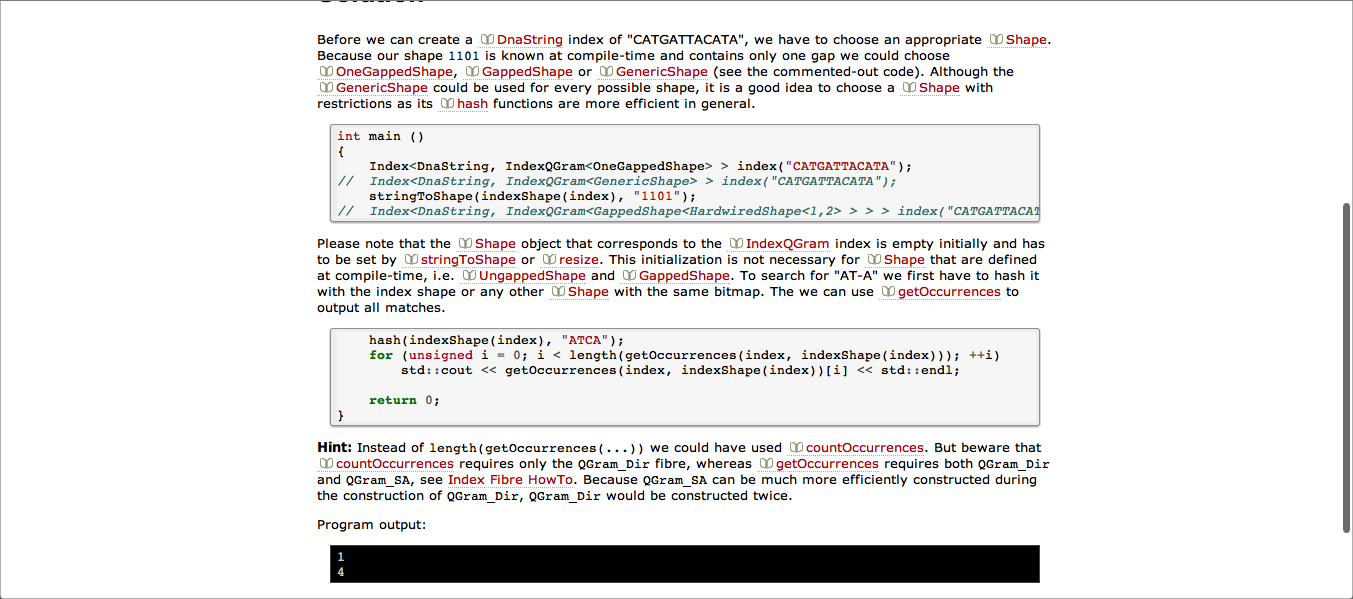 Solution
Before we can create a DnaString index of "CATGATTACATA", we have to choose an appropriate Shape.
Because our shape 1101 is known at compile-time and contains only one gap we could choose
OneGappedShape, GappedShape or GenericShape (see the commented-out code). Although the
GenericShape could be used for every possible shape, it is a good idea to choose a Shape with
restrictions as its hash functions are more efficient in general.
int main ()
{
    Index<DnaString, IndexQGram<OneGappedShape> > index("CATGATTACATA");
//  Index<DnaString, IndexQGram<GenericShape> > index("CATGATTACATA");
    stringToShape(indexShape(index), "1101");
//  Index<DnaString, IndexQGram<GappedShape<HardwiredShape<1,2> > > > index("CATGATTACAT
Please note that the Shape object that corresponds to the IndexQGram index is empty initially and has
to be set by stringToShape or resize. This initialization is not necessary for Shape that are defined
at compile-time, i.e. UngappedShape and GappedShape. To search for "AT-A" we first have to hash it
with the index shape or any other Shape with the same bitmap. The we can use getOccurrences to
output all matches.
    hash(indexShape(index), "ATCA");
    for (unsigned i = 0; i < length(getOccurrences(index, indexShape(index))); ++i)
        std::cout << getOccurrences(index, indexShape(index))[i] << std::endl;
    return 0;
}
Hint: Instead of length(getOccurrences(...)) we could have used countOccurrences. But beware that
countOccurrences requires only the QGram_Dir fibre, whereas getOccurrences requires both QGram_Dir
and QGram_SA, see Index Fibre HowTo. Because QGram_SA can be much more efficiently constructed during
the construction of QGram_Dir, QGram_Dir would be constructed twice.
Program output:
1
4